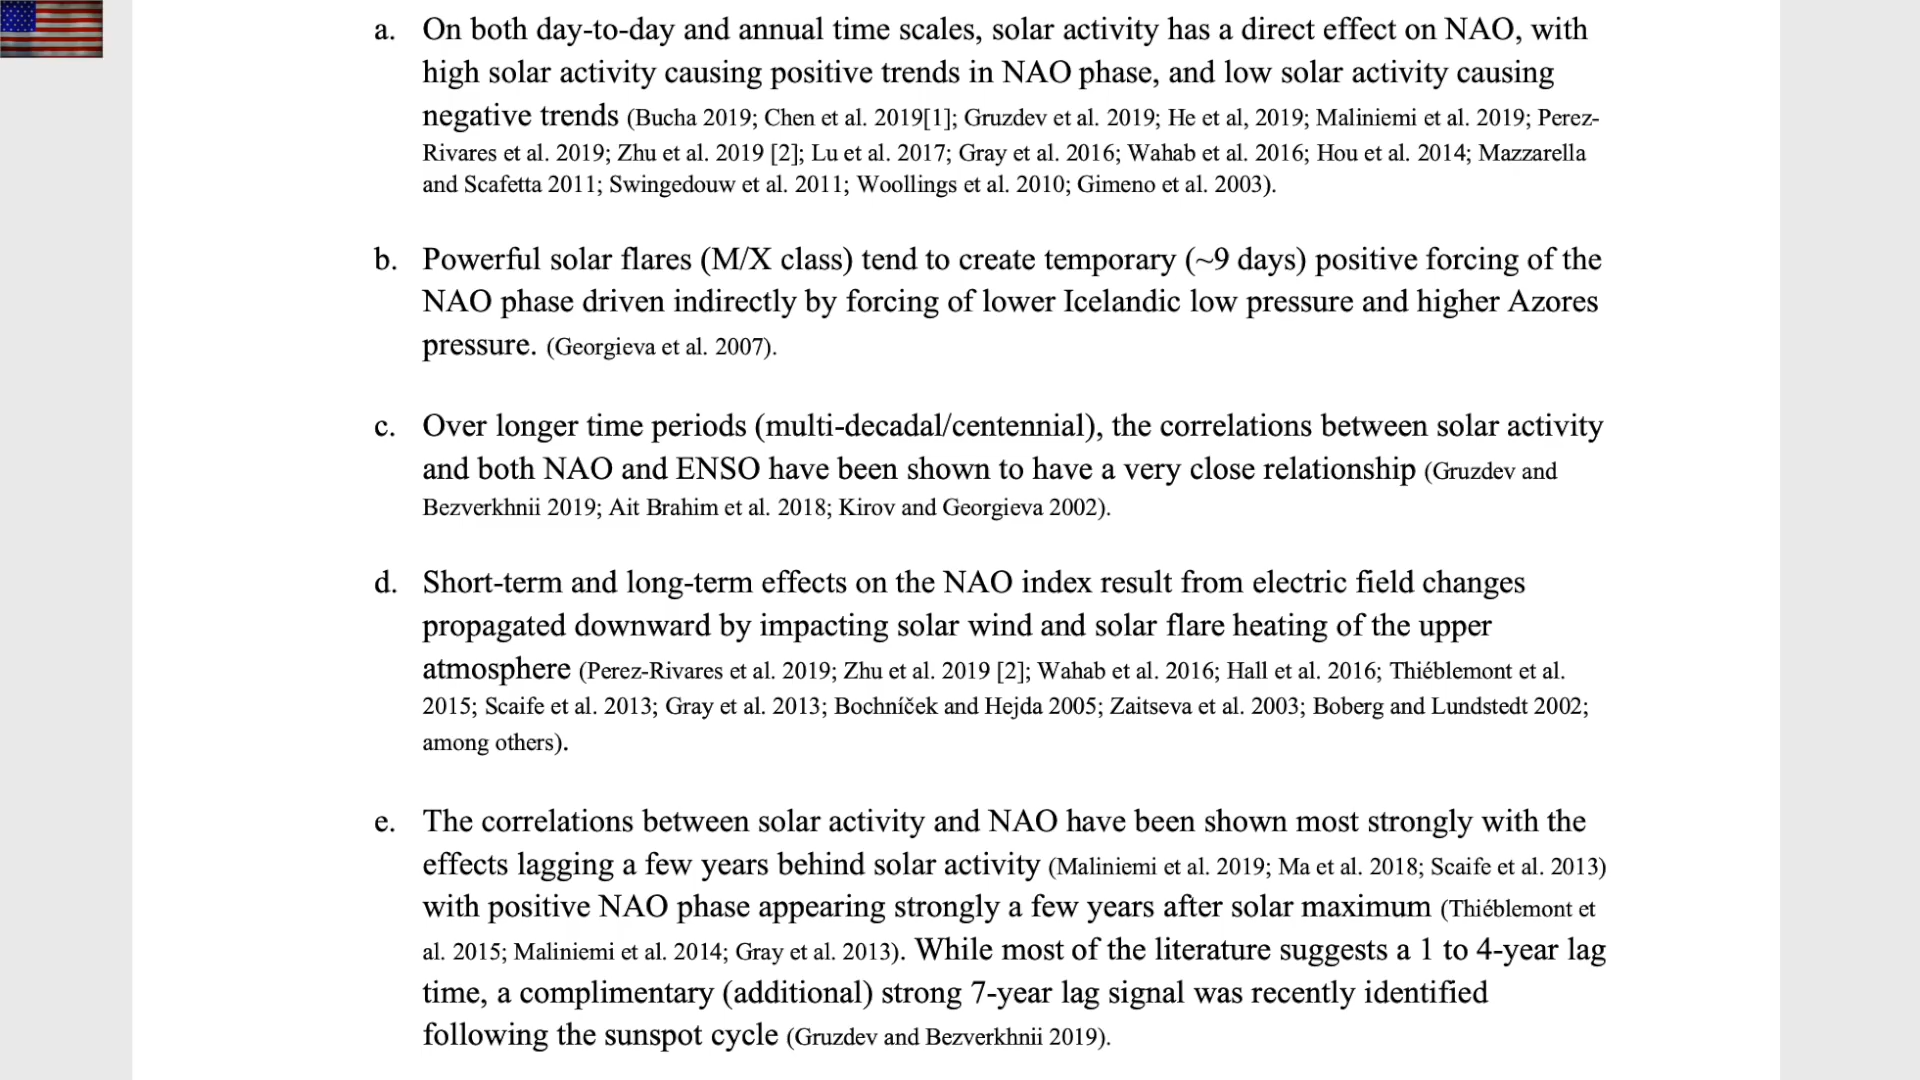 a. On both day-to-day and annual time scales, solar activity has a direct effect on NAO, with
high solar activity causing positive trends in NAO phase, and low solar activity causing
negative trends (Bucha 2019; Chen et al. 2019[1]; Gruzdev et al. 2019; He et al, 2019; Maliniemi et al. 2019; Perez-
Rivares et al. 2019; Zhu et al. 2019 [2]; Lu et al. 2017; Gray et al. 2016; Wahab et al. 2016; Hou et al. 2014; Mazzarella
and Scafetta 2011; Swingedouw et al. 2011; Woollings et al. 2010; Gimeno et al. 2003).
b. Powerful solar flares (M/X class) tend to create temporary (~9 days) positive forcing of the
NAO phase driven indirectly by forcing of lower Icelandic low pressure and higher Azores
pressure. (Georgieva et al. 2007).
c. Over longer time periods (multi-decadal/centennial), the correlations between solar activity
and both NAO and ENSO have been shown to have a very close relationship (Gruzdev and
Bezverkhnii 2019; Ait Brahim et al. 2018; Kirov and Georgieva 2002).
d. Short-term and long-term effects on the NAO index result from electric field changes
propagated downward by impacting solar wind and solar flare heating of the upper
atmosphere (Perez-Rivares et al. 2019; Zhu et al. 2019 [2]; Wahab et al. 2016; Hall et al. 2016; Thiéblemont et al.
2015; Scaife et al. 2013; Gray et al. 2013; Bochníček and Hejda 2005; Zaitseva et al. 2003; Boberg and Lundstedt 2002;
among others).
e. The correlations between solar activity and NAO have been shown most strongly with the
effects lagging a few years behind solar activity (Maliniemi et al. 2019; Ma et al. 2018; Scaife et al. 2013)
with positive NAO phase appearing strongly a few years after solar maximum (Thiéblemont et
al. 2015; Maliniemi et al. 2014; Gray et al. 2013). While most of the literature suggests a 1 to 4-year lag
time, a complimentary (additional) strong 7-year lag signal was recently identified
following the sunspot cycle (Gruzdev and Bezverkhnii 2019).